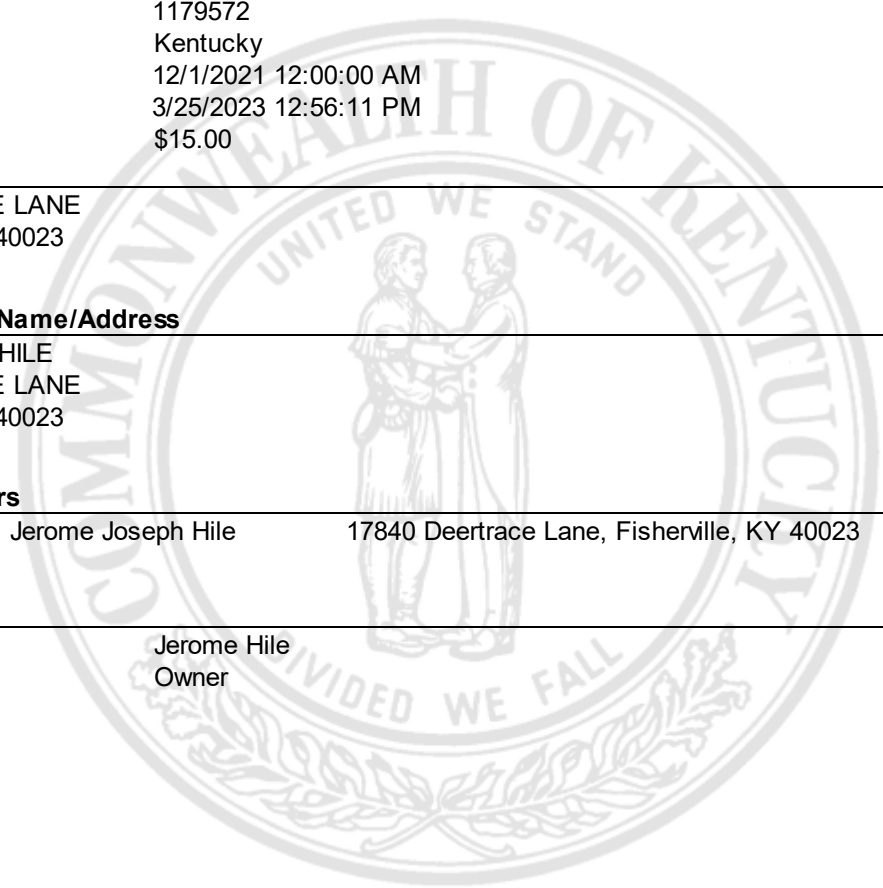 1179572
Kentucky
12/1/2021 12:00:00 AM
3/25/2023 12:56:11 PM
$15.00
E LANE
40023
Name/Address
HILE
E LANE
40023
rs
Jerome Joseph Hile 17840 Deertrace Lane, Fisherville, KY 40023
Jerome Hile
Owner
COMMONWEALTH OF KENTUCKY
UNITED WE STAND
DIVIDED WE FALL